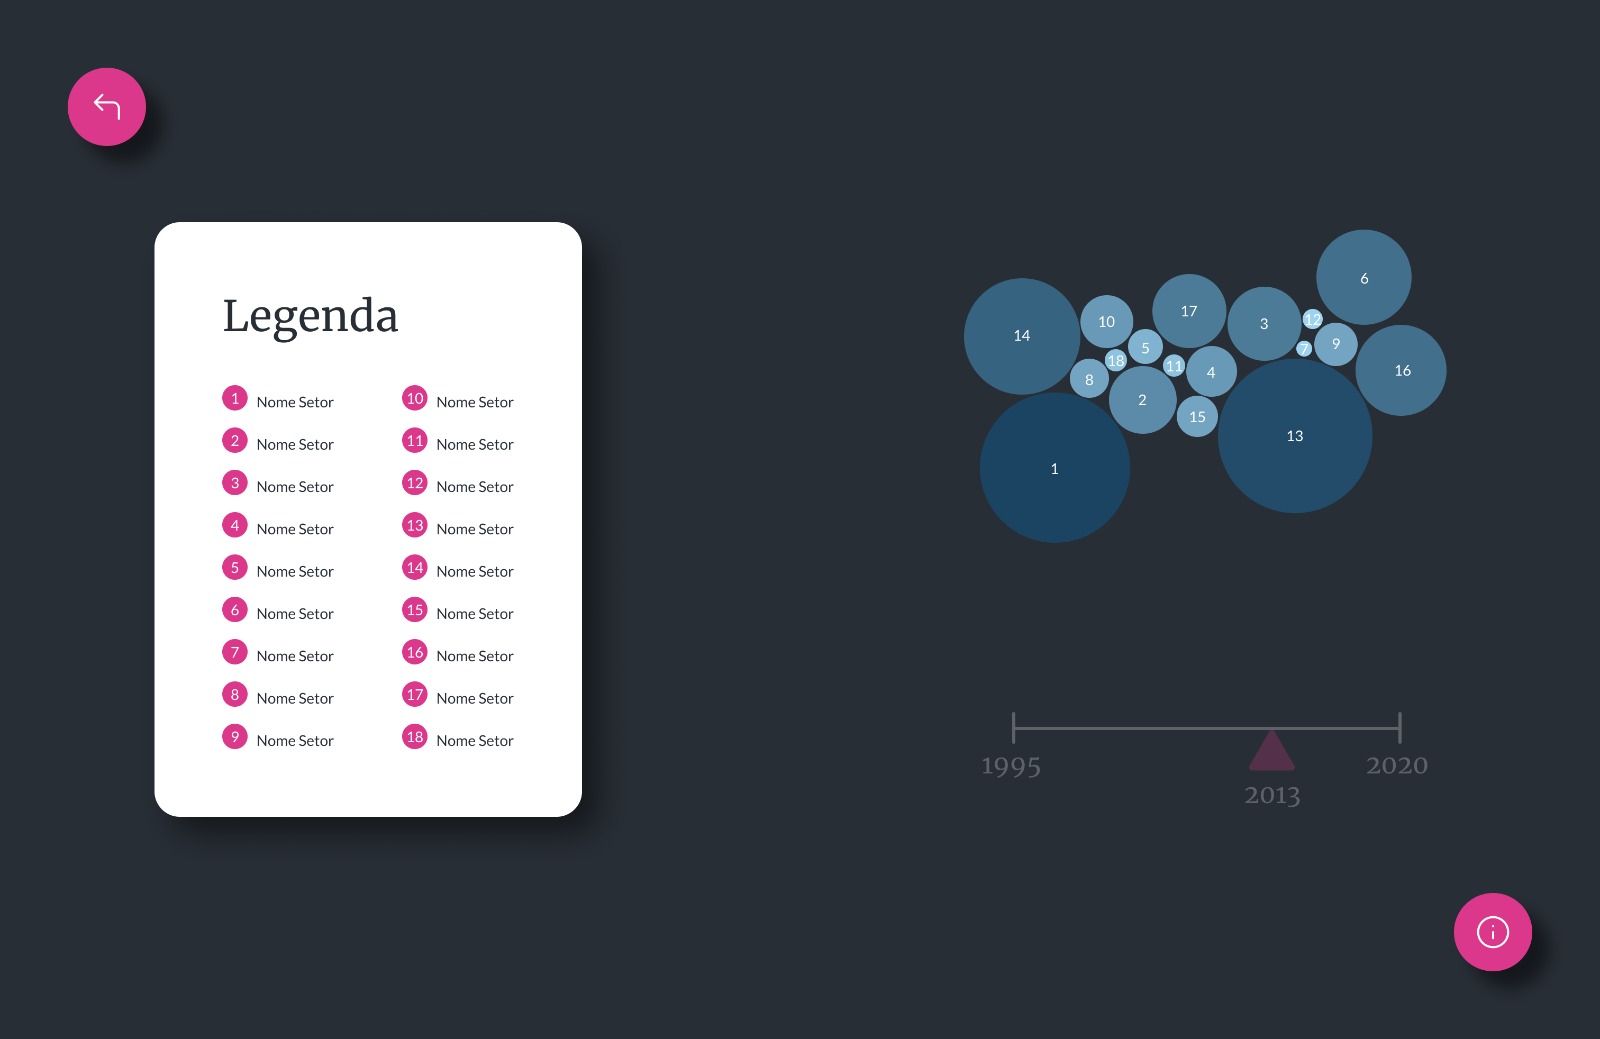 Legenda
1 Nome Setor
2 Nome Setor
3 Nome Setor
4 Nome Setor
5 Nome Setor
6 Nome Setor
7 Nome Setor
8 Nome Setor
9 Nome Setor
10 Nome Setor
11 Nome Setor
12 Nome Setor
13 Nome Setor
14 Nome Setor
15 Nome Setor
16 Nome Setor
17 Nome Setor
18 Nome Setor
6
17
12
10
3
14
9
5
7
18
11
16
4
8
2
15
13
1
1995
2020
2013